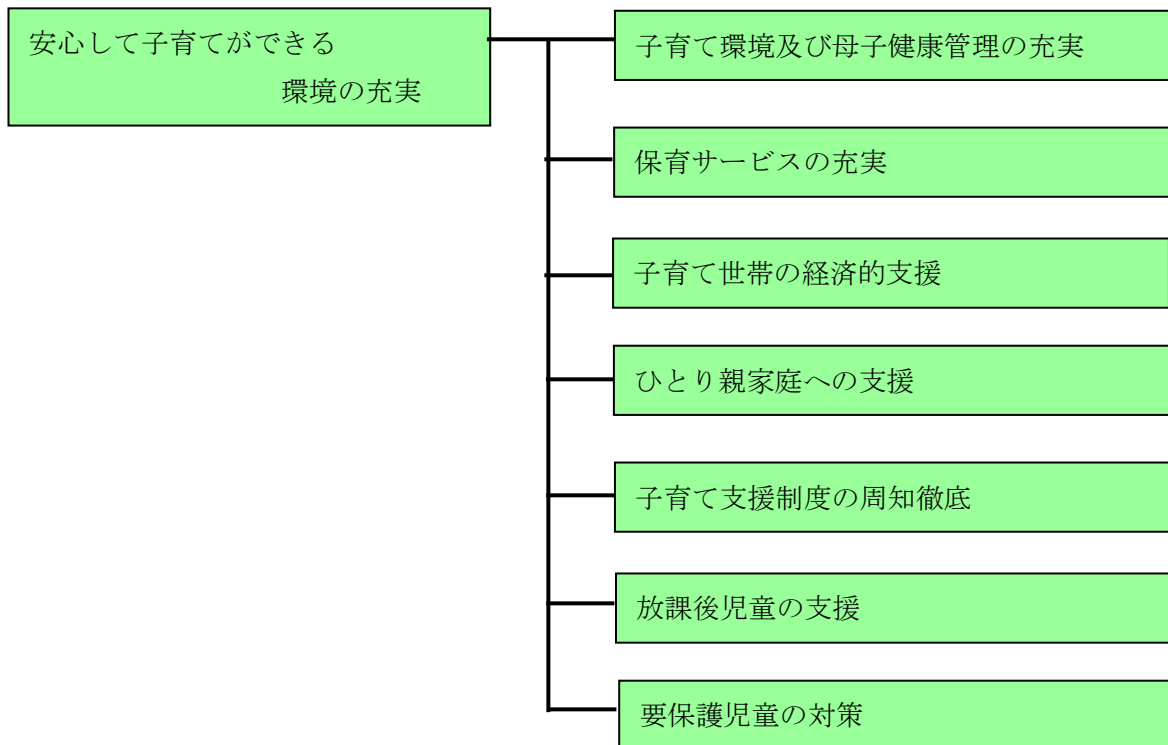 安心して子育てができる
環境の充実
子育て環境及び母子健康管理の充実
保育サービスの充実
子育て世帯の経済的支援
ひとり親家庭への支援
子育て支援制度の周知徹底
放課後児童の支援
要保護児童の対策